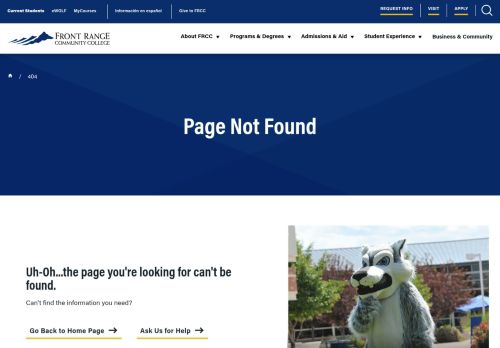 Current Students eWOLF MyCourses Información en español Give to FRCC REQUEST INFO VISIT APPLY
FRONT RANGE
COMMUNITY COLLEGE
About FRCC Programs & Degrees Admissions & Aid Student Experience Business & Community
/ 404
Page Not Found
Uh-Oh...the page you're looking for can't be
found.
Can't find the information you need?
Go Back to Home Page Ask Us for Help